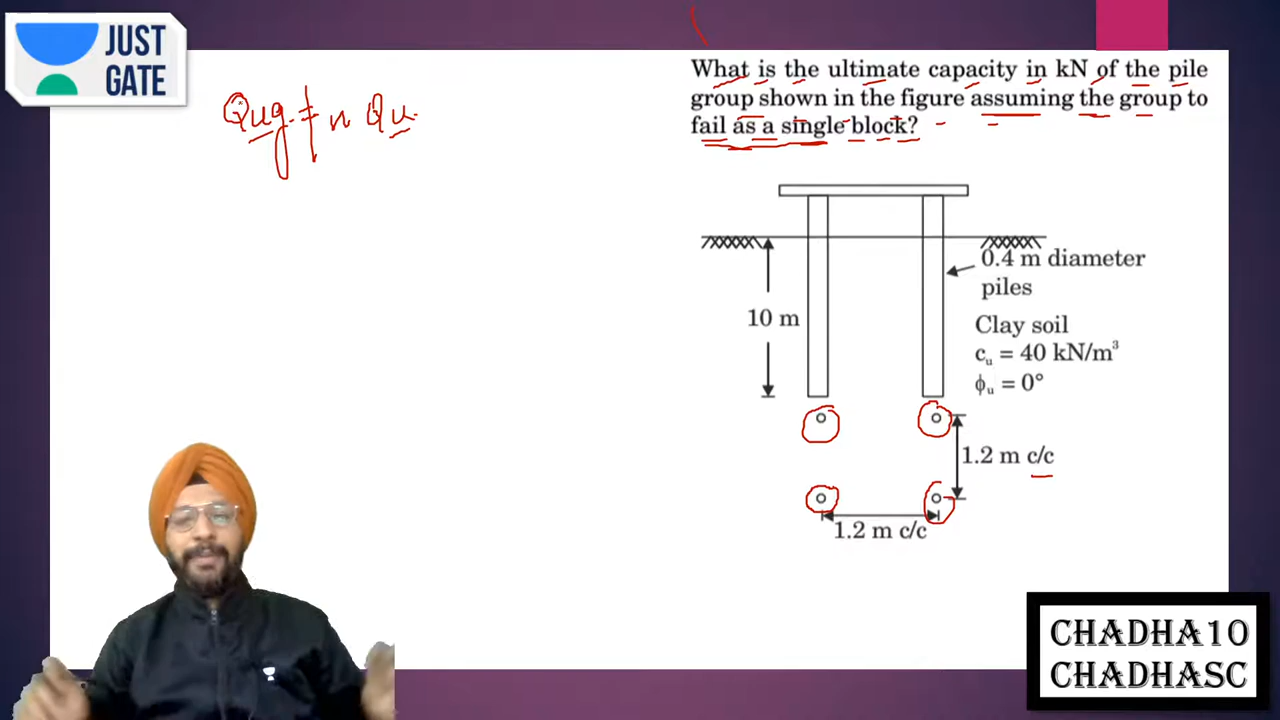 JUST
GATE
Qug ≠ n Qu.
What is the ultimate capacity in kN of the pile
group shown in the figure assuming the group to
fail as a single block?
0.4 m diameter
piles
10 m
Clay soil
cᵤ = 40 kN/m³
ϕᵤ = 0°
1.2 m c/c
1.2 m c/c
CHADHA10
CHADHASC